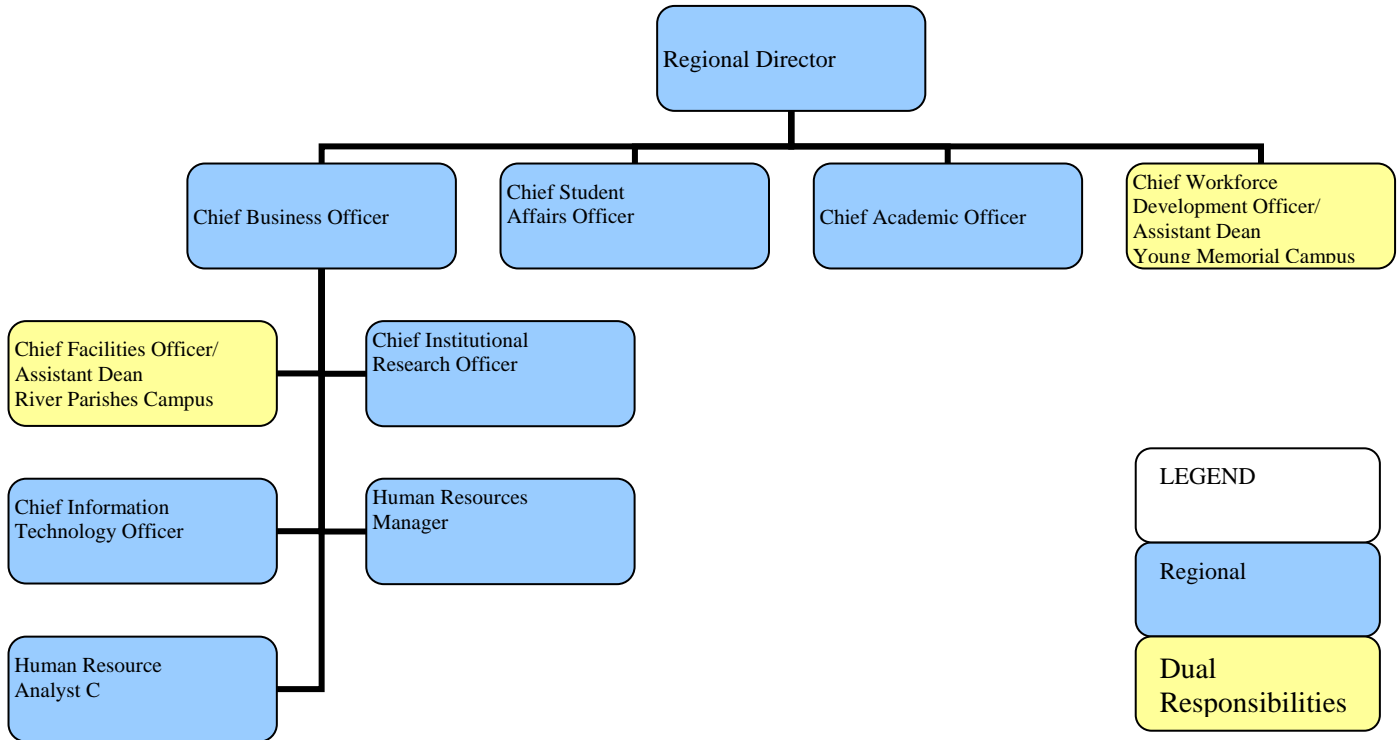 Regional Director
Chief Business Officer
Chief Student
Affairs Officer
Chief Academic Officer
Chief Workforce
Development Officer/
Assistant Dean
Young Memorial Campus
Chief Facilities Officer/
Assistant Dean
River Parishes Campus
Chief Institutional
Research Officer
Chief Information
Technology Officer
Human Resources
Manager
Human Resource
Analyst C
LEGEND
Regional
Dual
Responsibilities